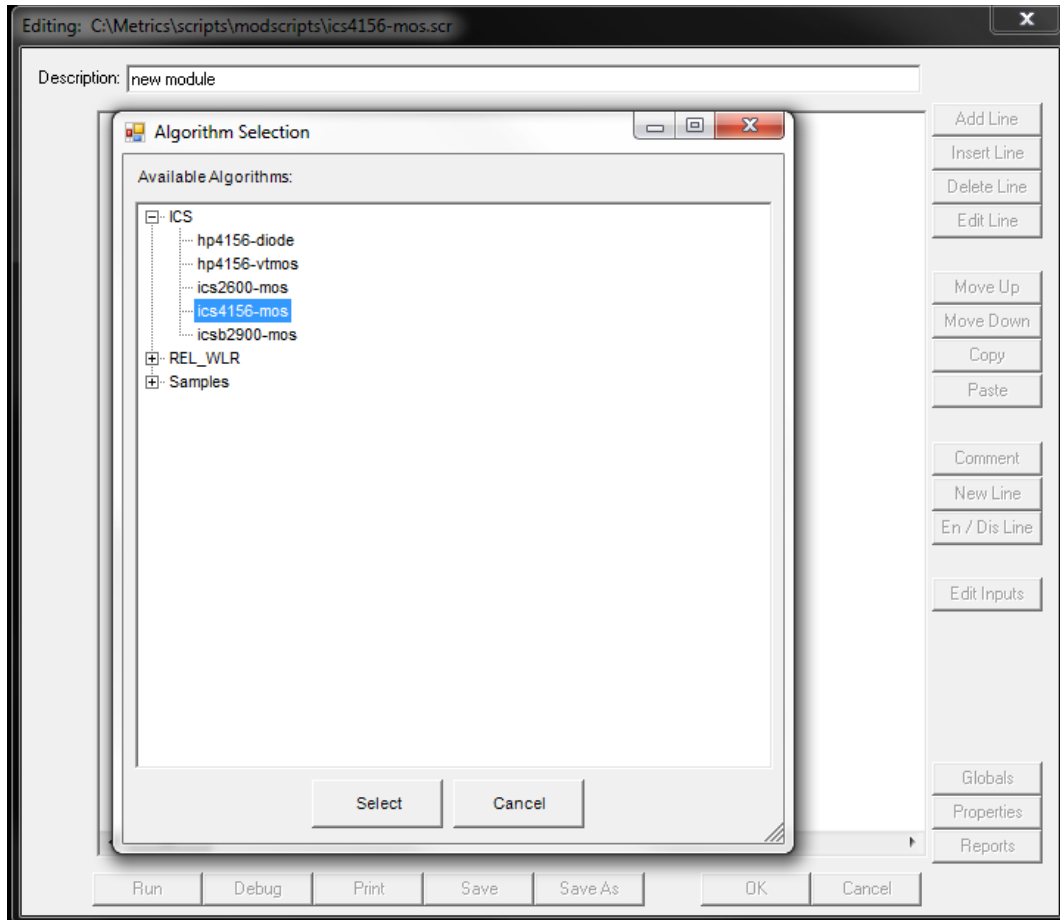 Editing: C:\Metrics\scripts\modscripts\ics4156-mos.scr
Description: new module
Algorithm Selection
Available Algorithms:
ICS
hp4156-diode
hp4156-vtmos
ics2600-mos
ics4156-mos
icsb2900-mos
REL_WLR
Samples
Select Cancel
Add Line
Insert Line
Delete Line
Edit Line
Move Up
Move Down
Copy
Paste
Comment
New Line
En / Dis Line
Edit Inputs
Globals
Properties
Reports
Run Debug Print Save Save As OK Cancel